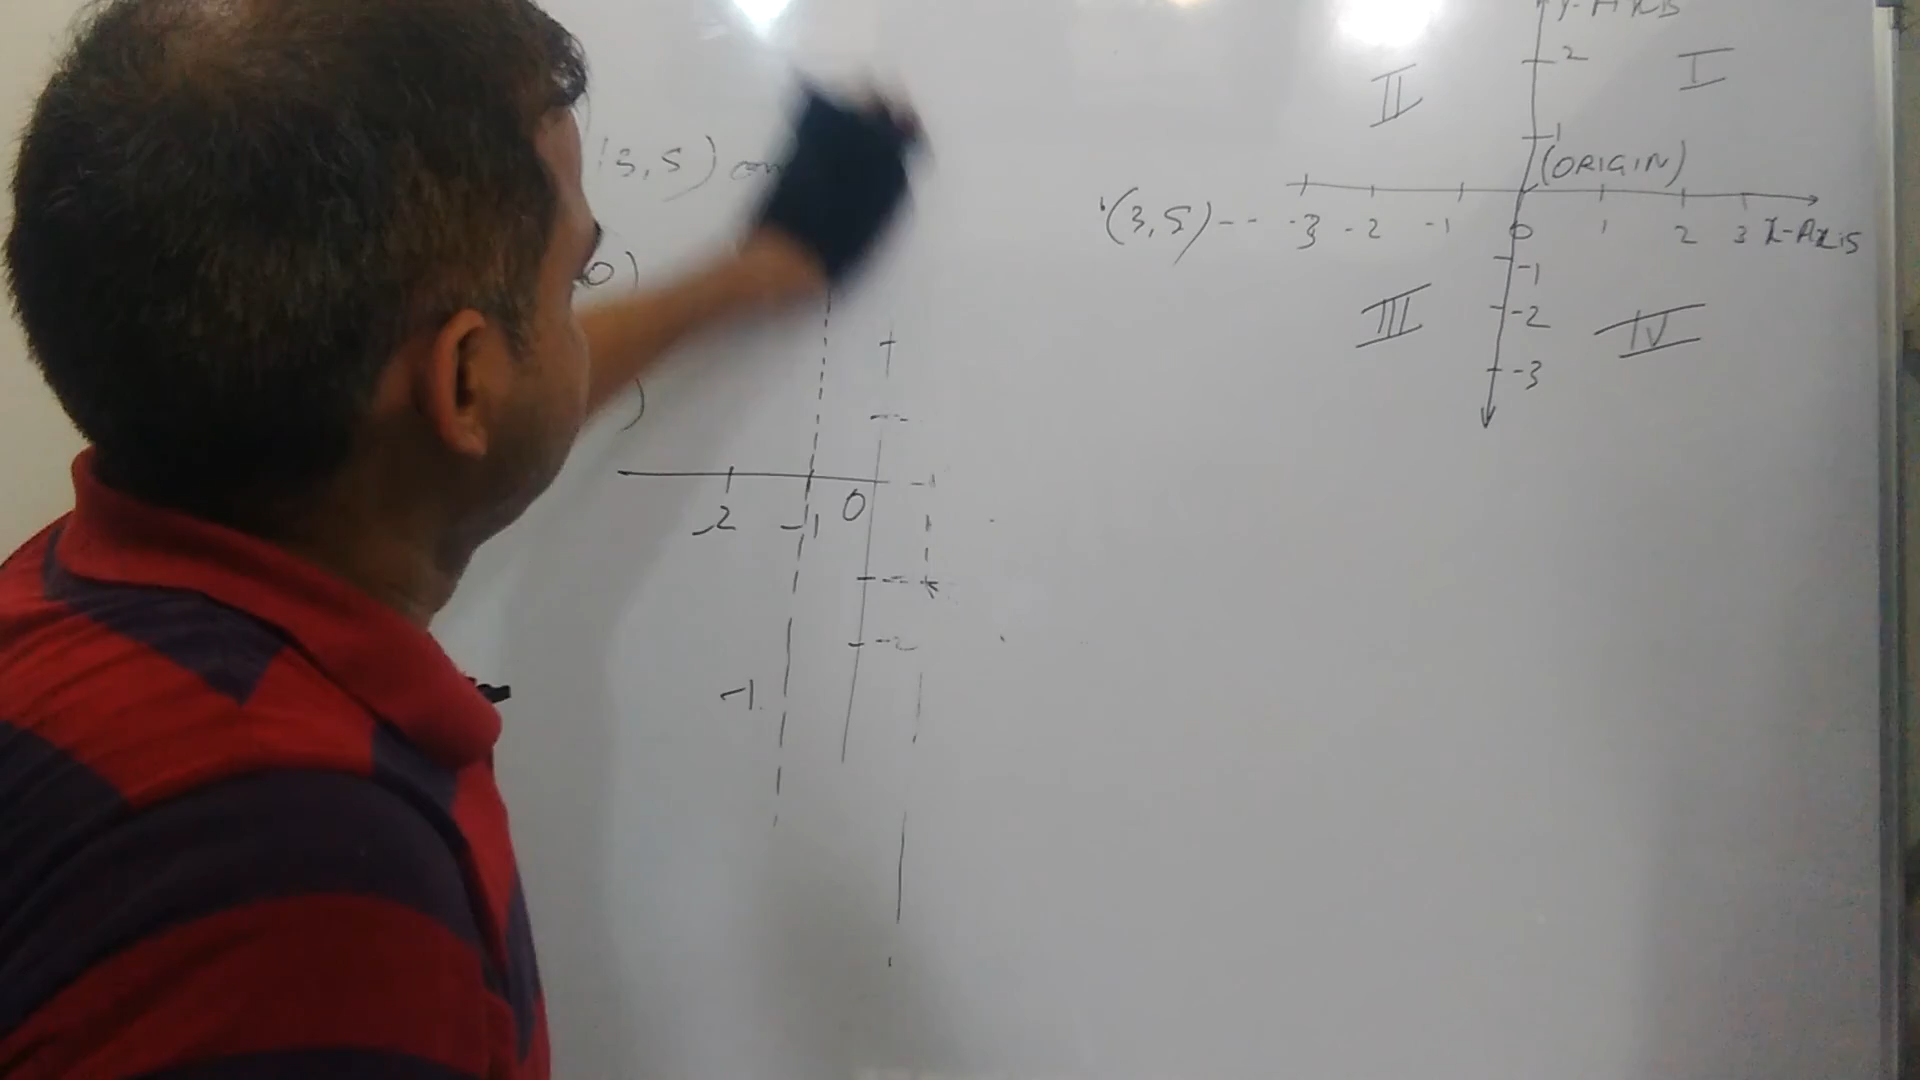 (3,5)
0)
)
-2 -1 0
-2
-1
Y-AXIS
2
II I
1
(ORIGIN)
(3,5)-- -3 -2 -1 0 1 2 3 X-AXIS
-1
III -2 IV
-3